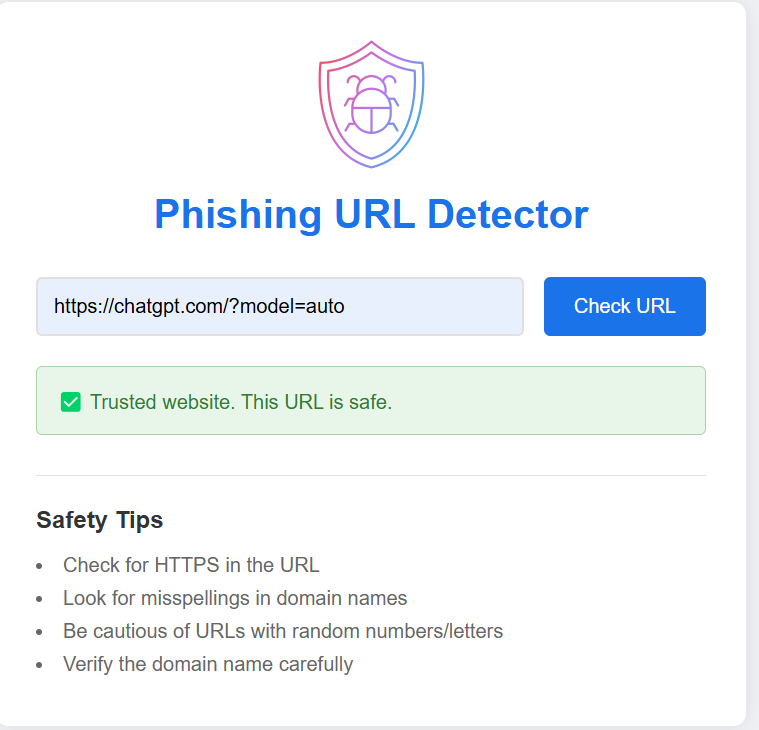 Phishing URL Detector
https://chatgpt.com/?model=auto
Check URL
✅ Trusted website. This URL is safe.
Safety Tips
• Check for HTTPS in the URL
• Look for misspellings in domain names
• Be cautious of URLs with random numbers/letters
• Verify the domain name carefully